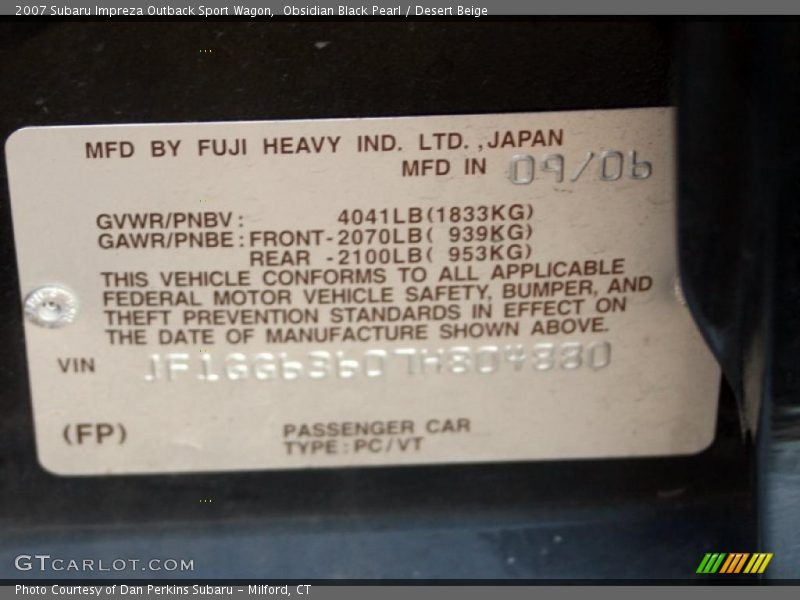 2007 Subaru Impreza Outback Sport Wagon,  Obsidian Black Pearl / Desert Beige
MFD BY FUJI HEAVY IND. LTD.,JAPAN
MFD IN 09/06
GVWR/PNBV: 4041LB(1833KG)
GAWR/PNBE:FRONT-2070LB( 939KG)
REAR -2100LB( 953KG)
THIS VEHICLE CONFORMS TO ALL APPLICABLE
FEDERAL MOTOR VEHICLE SAFETY, BUMPER, AND
THEFT PREVENTION STANDARDS IN EFFECT ON
THE DATE OF MANUFACTURE SHOWN ABOVE.
VIN JF1GG63607H804330
(FP)
PASSENGER CAR
TYPE:PC/VT
GTCARLOT.COM
Photo Courtesy of Dan Perkins Subaru – Milford, CT